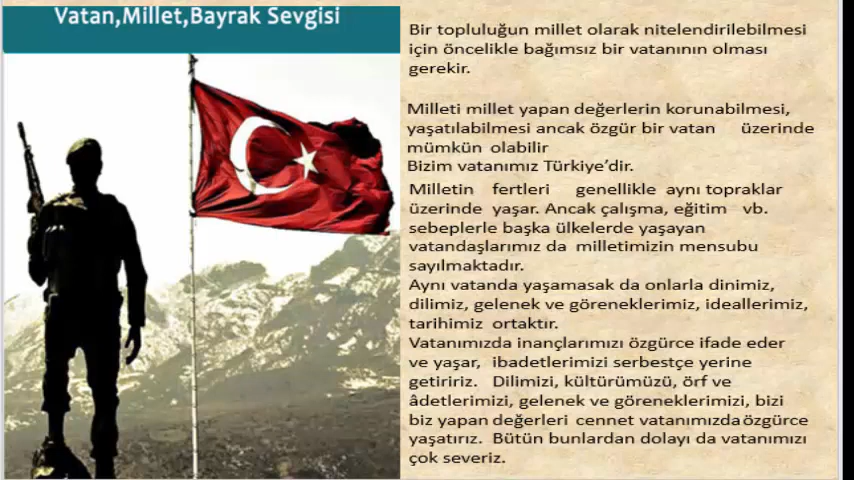 Vatan,Millet,Bayrak Sevgisi
Bir topluluğun millet olarak nitelendirilebilmesi
için öncelikle bağımsız bir vatanının olması
gerekir.
Milleti millet yapan değerlerin korunabilmesi,
yaşatılabilmesi ancak özgür bir vatan üzerinde
mümkün olabilir
Bizim vatanımız Türkiye’dir.
Milletin fertleri genellikle aynı topraklar
üzerinde yaşar. Ancak çalışma, eğitim vb.
sebeplerle başka ülkelerde yaşayan
vatandaşlarımız da milletimizin mensubu
sayılmaktadır.
Aynı vatanda yaşamasak da onlarla dinimiz,
dilimiz, gelenek ve göreneklerimiz, ideallerimiz,
tarihimiz ortaktır.
Vatanımızda inançlarımızı özgürce ifade eder
ve yaşar, ibadetlerimizi serbestçe yerine
getiririz. Dilimizi, kültürümüzü, örf ve
âdetlerimizi, gelenek ve göreneklerimizi, bizi
biz yapan değerleri cennet vatanımızda özgürce
yaşatırız. Bütün bunlardan dolayı da vatanımızı
çok severiz.